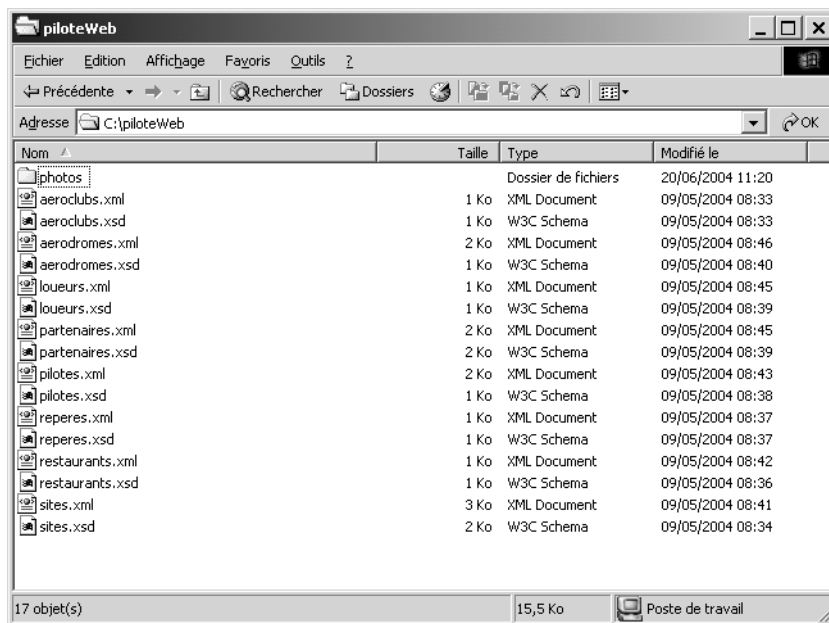 piloteWeb
Fichier Edition Affichage Favoris Outils ?
Précédente Rechercher Dossiers
Adresse C:\piloteWeb OK
Nom Taille Type Modifié le
photos Dossier de fichiers 20/06/2004 11:20
aeroclubs.xml 1 Ko XML Document 09/05/2004 08:33
aeroclubs.xsd 1 Ko W3C Schema 09/05/2004 08:33
aerodromes.xml 2 Ko XML Document 09/05/2004 08:46
aerodromes.xsd 1 Ko W3C Schema 09/05/2004 08:40
loueurs.xml 1 Ko XML Document 09/05/2004 08:45
loueurs.xsd 1 Ko W3C Schema 09/05/2004 08:39
partenaires.xml 2 Ko XML Document 09/05/2004 08:45
partenaires.xsd 2 Ko W3C Schema 09/05/2004 08:39
pilotes.xml 2 Ko XML Document 09/05/2004 08:43
pilotes.xsd 1 Ko W3C Schema 09/05/2004 08:38
reperes.xml 1 Ko XML Document 09/05/2004 08:37
reperes.xsd 1 Ko W3C Schema 09/05/2004 08:37
restaurants.xml 1 Ko XML Document 09/05/2004 08:42
restaurants.xsd 1 Ko W3C Schema 09/05/2004 08:36
sites.xml 3 Ko XML Document 09/05/2004 08:41
sites.xsd 2 Ko W3C Schema 09/05/2004 08:34
17 objet(s) 15,5 Ko Poste de travail